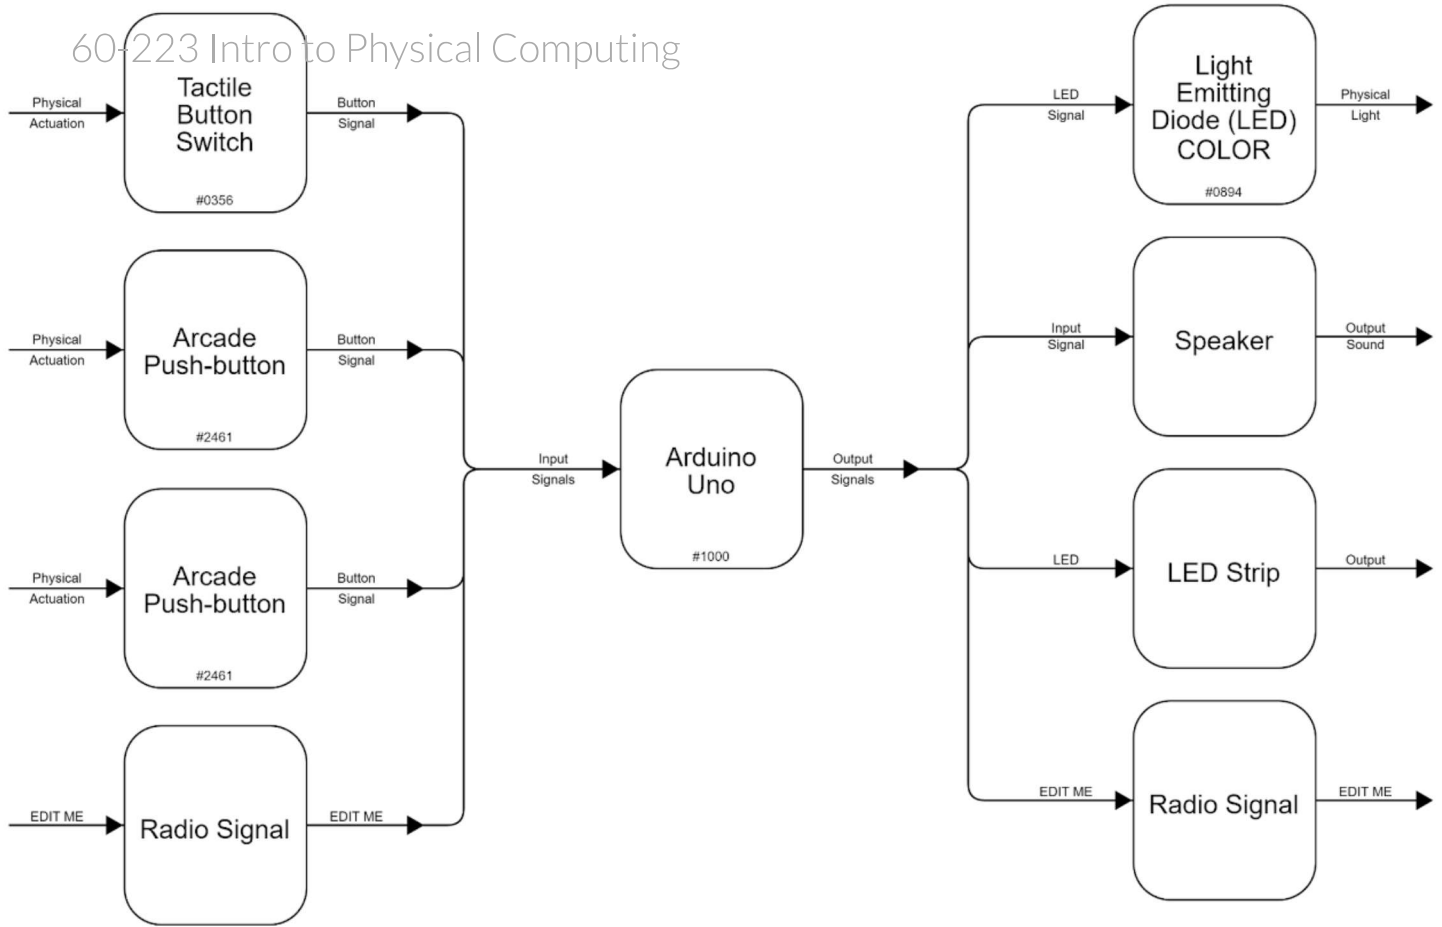 60-223 Intro to Physical Computing
Physical
Actuation
Tactile
Button
Switch
#0356
Button
Signal
Physical
Actuation
Arcade
Push-button
#2461
Button
Signal
Physical
Actuation
Arcade
Push-button
#2461
Button
Signal
EDIT ME
Radio Signal
EDIT ME
Input
Signals
Arduino
Uno
#1000
Output
Signals
LED
Signal
Light
Emitting
Diode (LED)
COLOR
#0894
Physical
Light
Input
Signal
Speaker
Output
Sound
LED
LED Strip
Output
EDIT ME
Radio Signal
EDIT ME